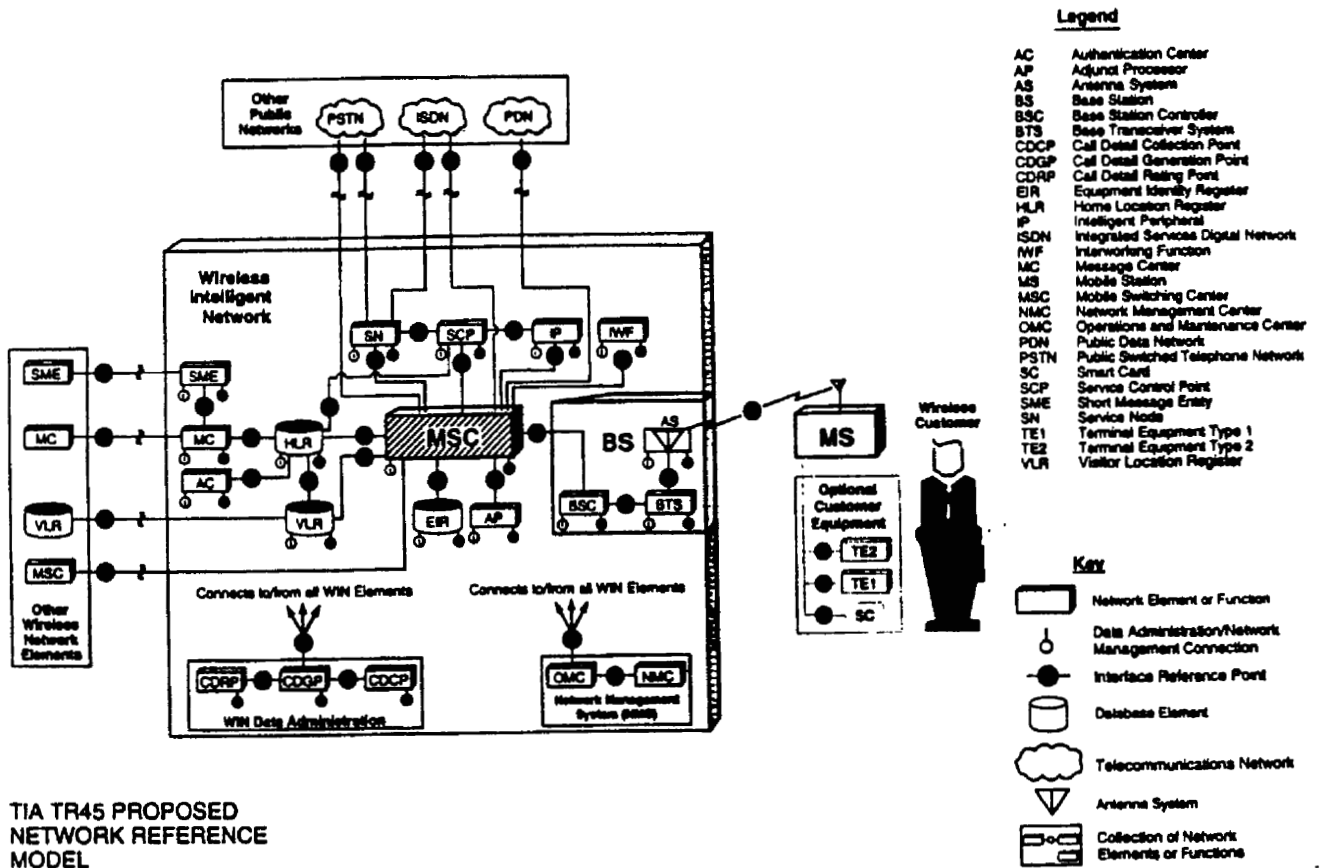 Legend
AC Authentication Center
AP Adjunct Processor
AS Antenna System
BS Base Station
BSC Base Station Controller
BTS Base Transceiver System
CDCP Call Detail Collection Point
CDGP Call Detail Generation Point
CDRP Call Detail Rating Point
EIR Equipment Identity Register
HLR Home Location Register
IP Intelligent Peripheral
ISDN Integrated Services Digital Network
IWF Interworking Function
MC Message Center
MS Mobile Station
MSC Mobile Switching Center
NMC Network Management Center
OMC Operations and Maintenance Center
PDN Public Data Network
PSTN Public Switched Telephone Network
SC Smart Card
SCP Service Control Point
SME Short Message Entity
SN Service Node
TE1 Terminal Equipment Type 1
TE2 Terminal Equipment Type 2
VLR Visitor Location Register
Other
Public
Networks
PSTN
ISDN
PDN
Wireless
Intelligent
Network
SN
SCP
IP
IWF
SME
SME
MC
MC
HLR
MSC
AC
VLR
VLR
EIR
AP
MSC
BS
AS
BSC
BTS
MS
Wireless
Customer
Optional
Customer
Equipment
TE2
TE1
SC
Other
Wireless
Network
Elements
Connects to/from all WIN Elements
Connects to/from all WIN Elements
CDRP
CDGP
CDCP
WIN Data Administration
OMC
NMC
Network Management
System
Key
Network Element or Function
Data Administration/Network
Management Connection
Interface Reference Point
Database Element
Telecommunications Network
Antenna System
Collection of Network
Elements or Functions
TIA TR45 PROPOSED
NETWORK REFERENCE
MODEL